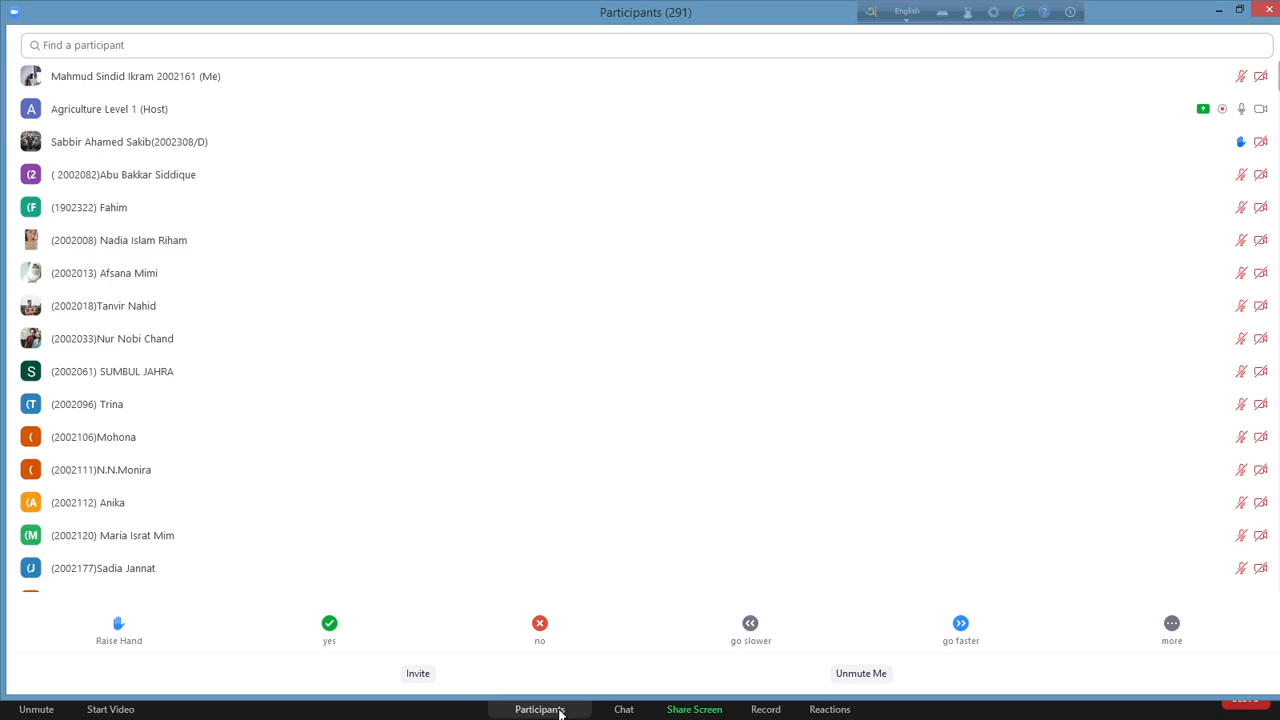 Participants (291)
English
Find a participant
Mahmud Sindid Ikram 2002161 (Me)
A Agriculture Level 1 (Host)
Sabbir Ahamed Sakib(2002308/D)
(2 ( 2002082)Abu Bakkar Siddique
(F (1902322) Fahim
(2002008) Nadia Islam Riham
(2002013) Afsana Mimi
(2002018)Tanvir Nahid
(2002033)Nur Nobi Chand
S (2002061) SUMBUL JAHRA
(T (2002096) Trina
( (2002106)Mohona
( (2002111)N.N.Monira
(A (2002112) Anika
(M (2002120) Maria Israt Mim
(J (2002177)Sadia Jannat
Raise Hand yes no go slower go faster more
Invite Unmute Me
Unmute Start Video Participants Chat Share Screen Record Reactions